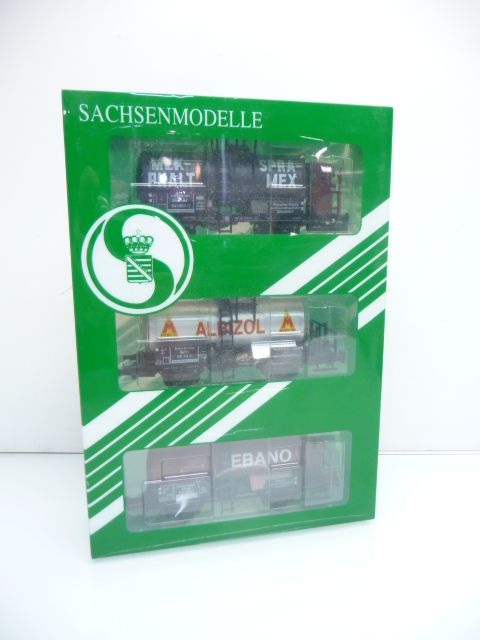 SACHSENMODELLE
MEX-
PHALT
SPRA-
MEX
ALBIZOL
EBANO